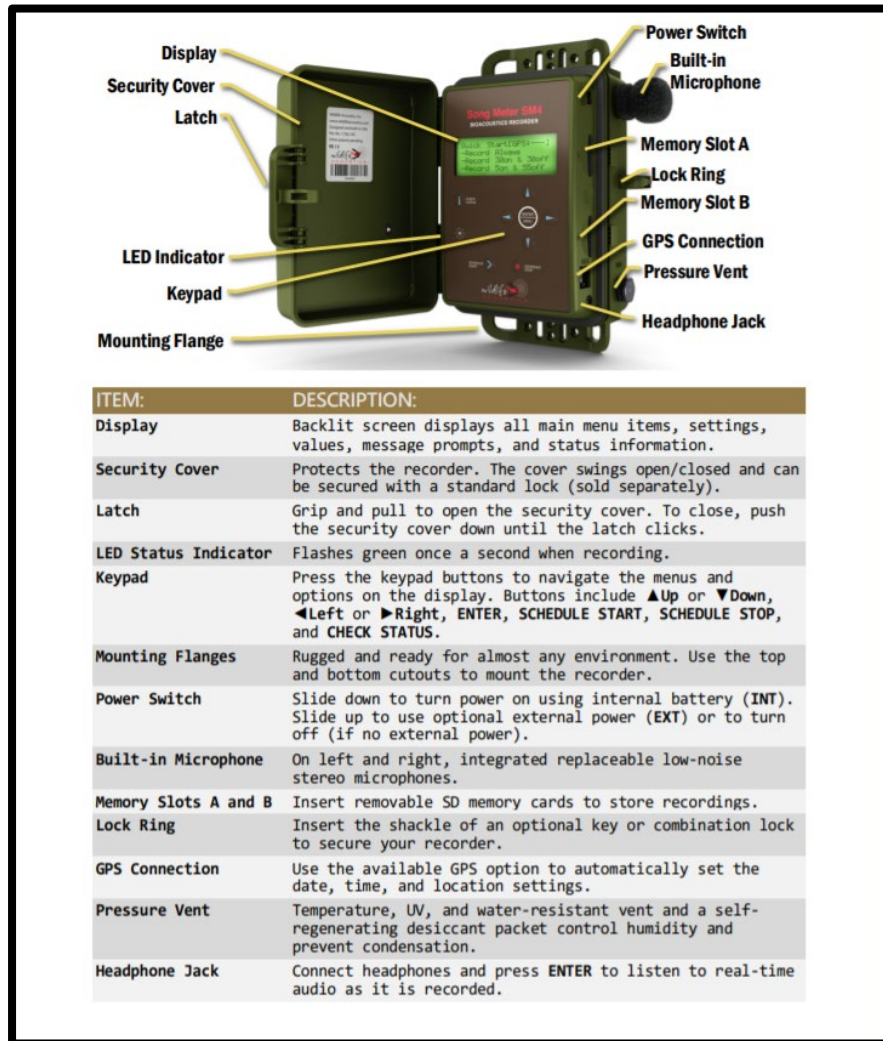 Display
Security Cover
Latch
LED Indicator
Keypad
Mounting Flange
Power Switch
Built-in
Microphone
Memory Slot A
Lock Ring
Memory Slot B
GPS Connection
Pressure Vent
Headphone Jack
Song Meter SM4
BIOACOUSTICS RECORDER
Quick Start
-Record Always
-Record 30on & 30off
-Record 5on & 55off
ITEM: DESCRIPTION:
Display Backlit screen displays all main menu items, settings,
values, message prompts, and status information.
Security Cover Protects the recorder. The cover swings open/closed and can
be secured with a standard lock (sold separately).
Latch Grip and pull to open the security cover. To close, push
the security cover down until the latch clicks.
LED Status Indicator Flashes green once a second when recording.
Keypad Press the keypad buttons to navigate the menus and
options on the display. Buttons include ▲Up or ▼Down,
◄Left or ►Right, ENTER, SCHEDULE START, SCHEDULE STOP,
and CHECK STATUS.
Mounting Flanges Rugged and ready for almost any environment. Use the top
and bottom cutouts to mount the recorder.
Power Switch Slide down to turn power on using internal battery (INT).
Slide up to use optional external power (EXT) or to turn
off (if no external power).
Built-in Microphone On left and right, integrated replaceable low-noise
stereo microphones.
Memory Slots A and B Insert removable SD memory cards to store recordings.
Lock Ring Insert the shackle of an optional key or combination lock
to secure your recorder.
GPS Connection Use the available GPS option to automatically set the
date, time, and location settings.
Pressure Vent Temperature, UV, and water-resistant vent and a self-
regenerating desiccant packet control humidity and
prevent condensation.
Headphone Jack Connect headphones and press ENTER to listen to real-time
audio as it is recorded.